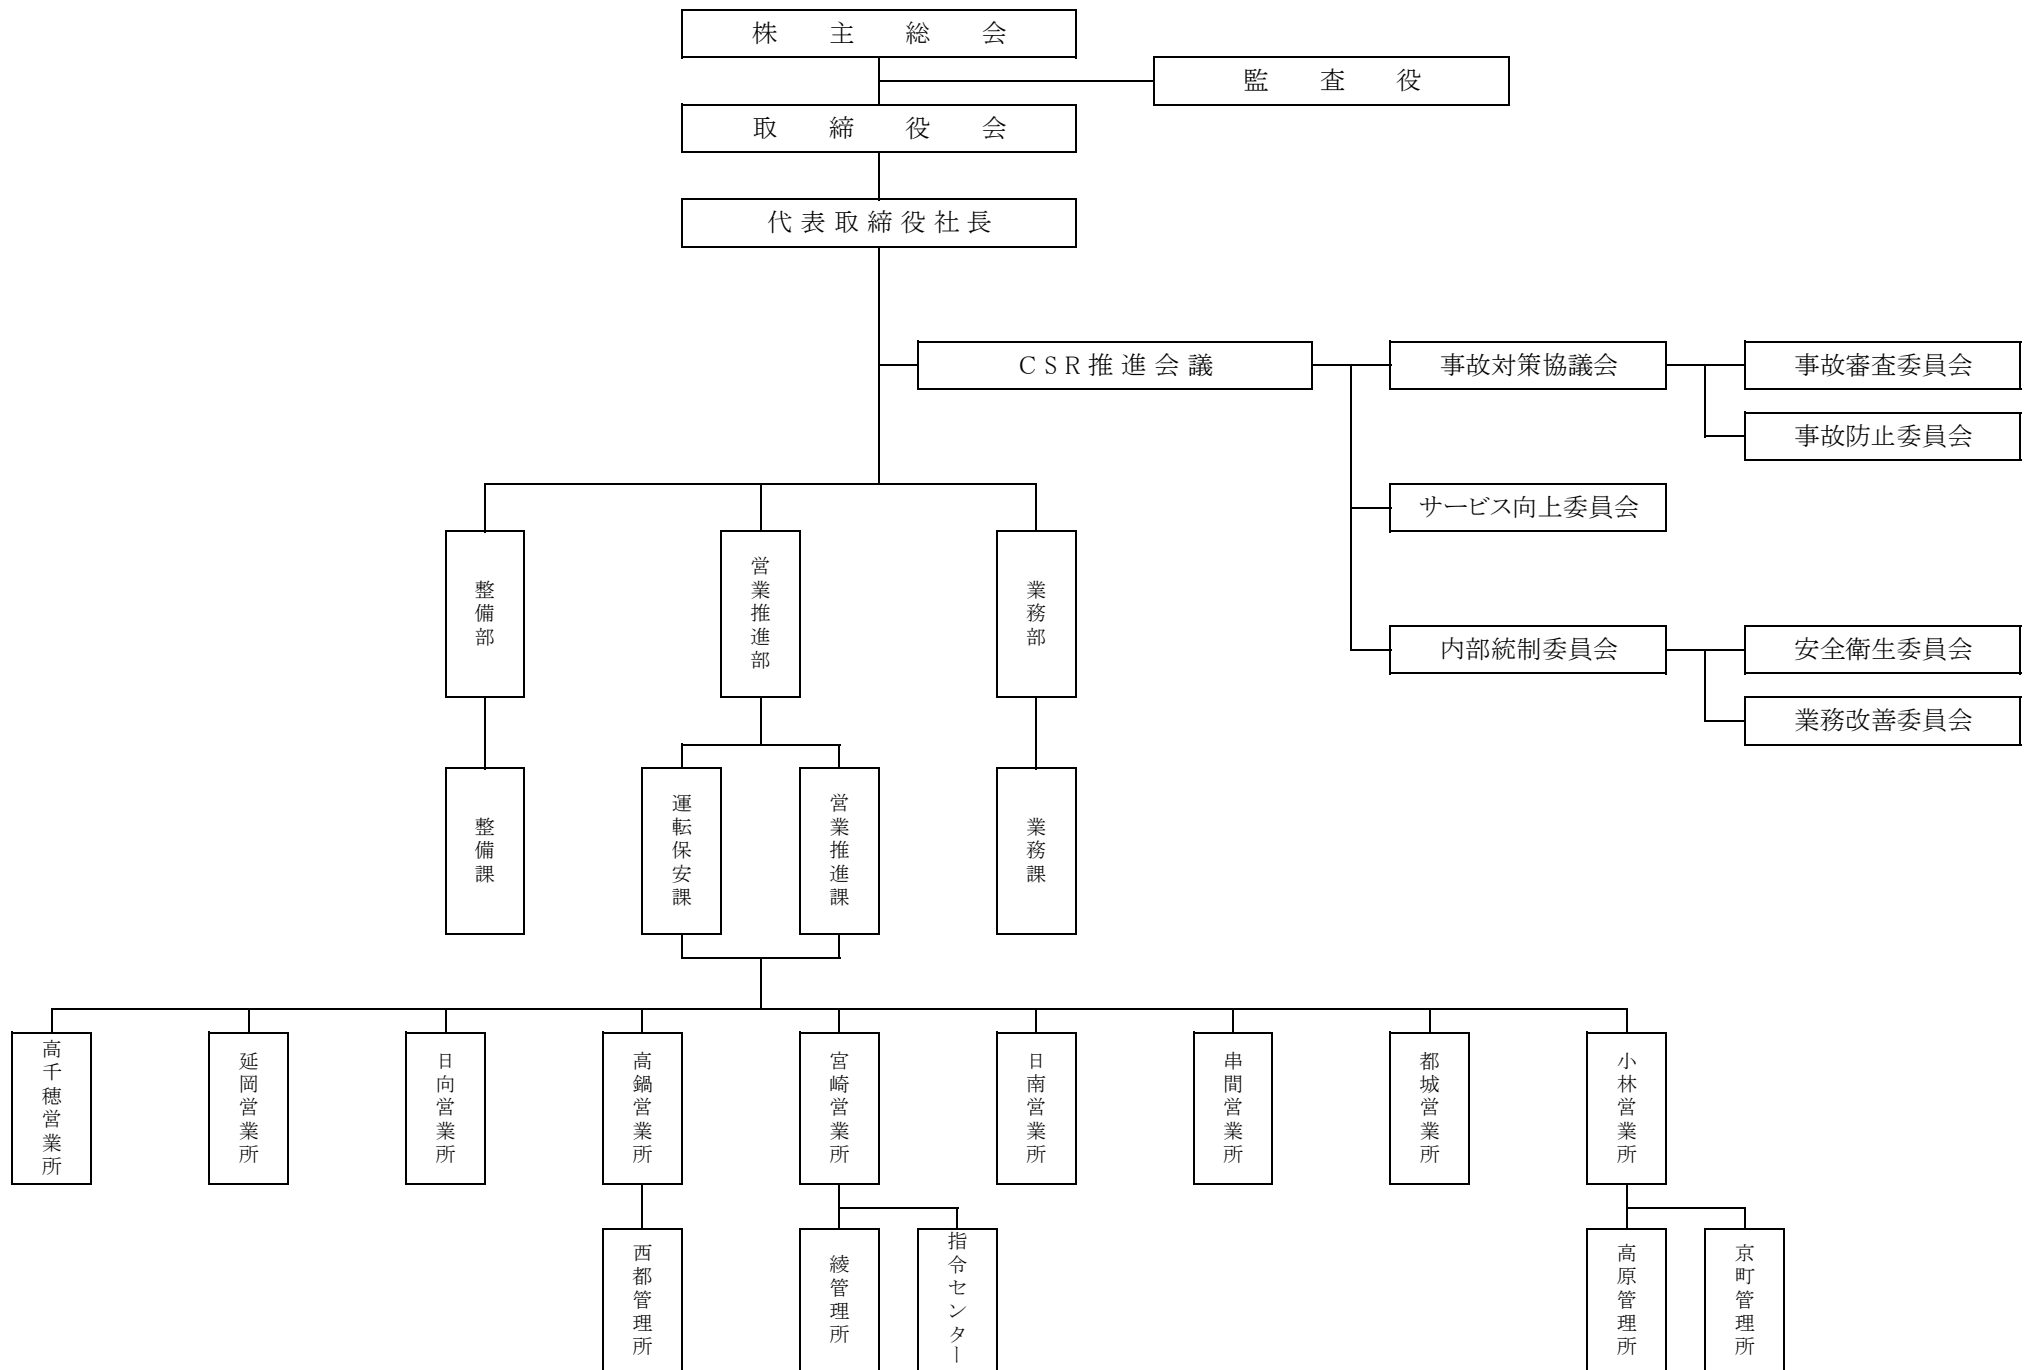 株主総会
監査役
取締役会
代表取締役社長
CSR推進会議
事故対策協議会
事故審査委員会
事故防止委員会
サービス向上委員会
内部統制委員会
安全衛生委員会
業務改善委員会
整備部
営業推進部
業務部
整備課
運転保安課
営業推進課
業務課
高千穂営業所
延岡営業所
日向営業所
高鍋営業所
宮崎営業所
日南営業所
串間営業所
都城営業所
小林営業所
西都管理所
綾管理所
指令センター
高原管理所
京町管理所